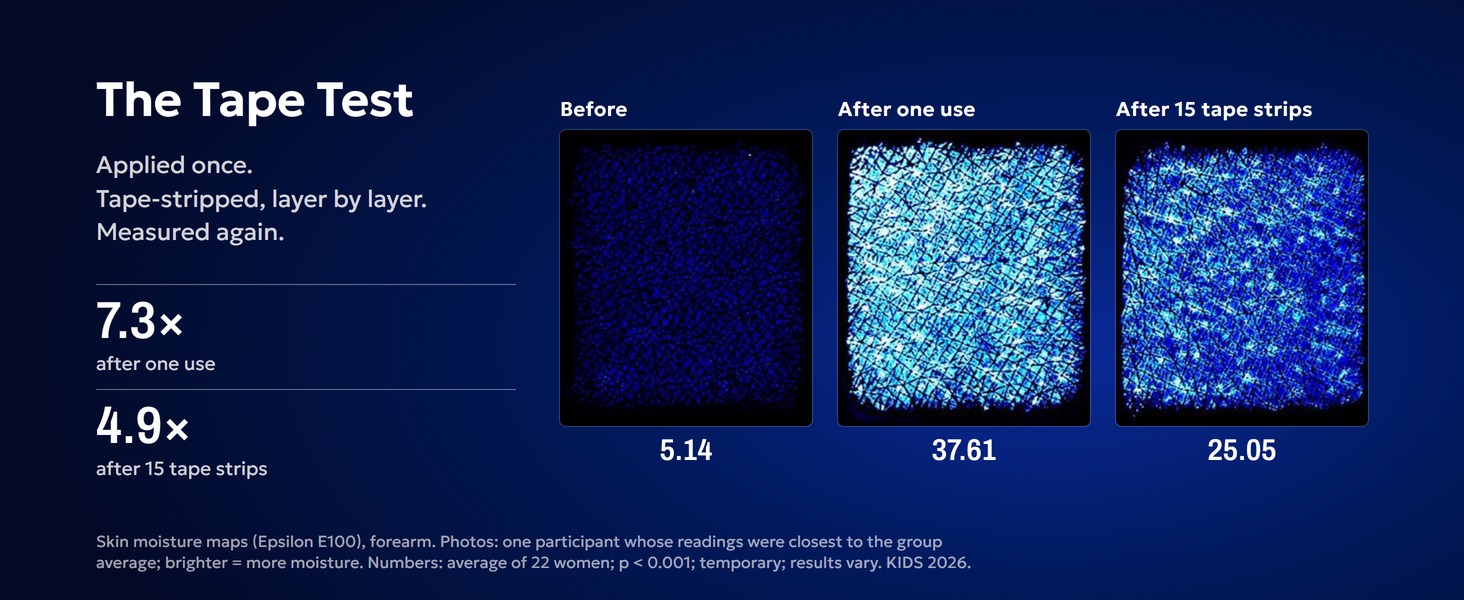 The Tape Test
Applied once.
Tape-stripped, layer by layer.
Measured again.
7.3×
after one use
4.9×
after 15 tape strips
Before
After one use
After 15 tape strips
5.14
37.61
25.05
Skin moisture maps (Epsilon E100), forearm. Photos: one participant whose readings were closest to the group
average; brighter = more moisture. Numbers: average of 22 women; p < 0.001; temporary; results vary. KIDS 2026.